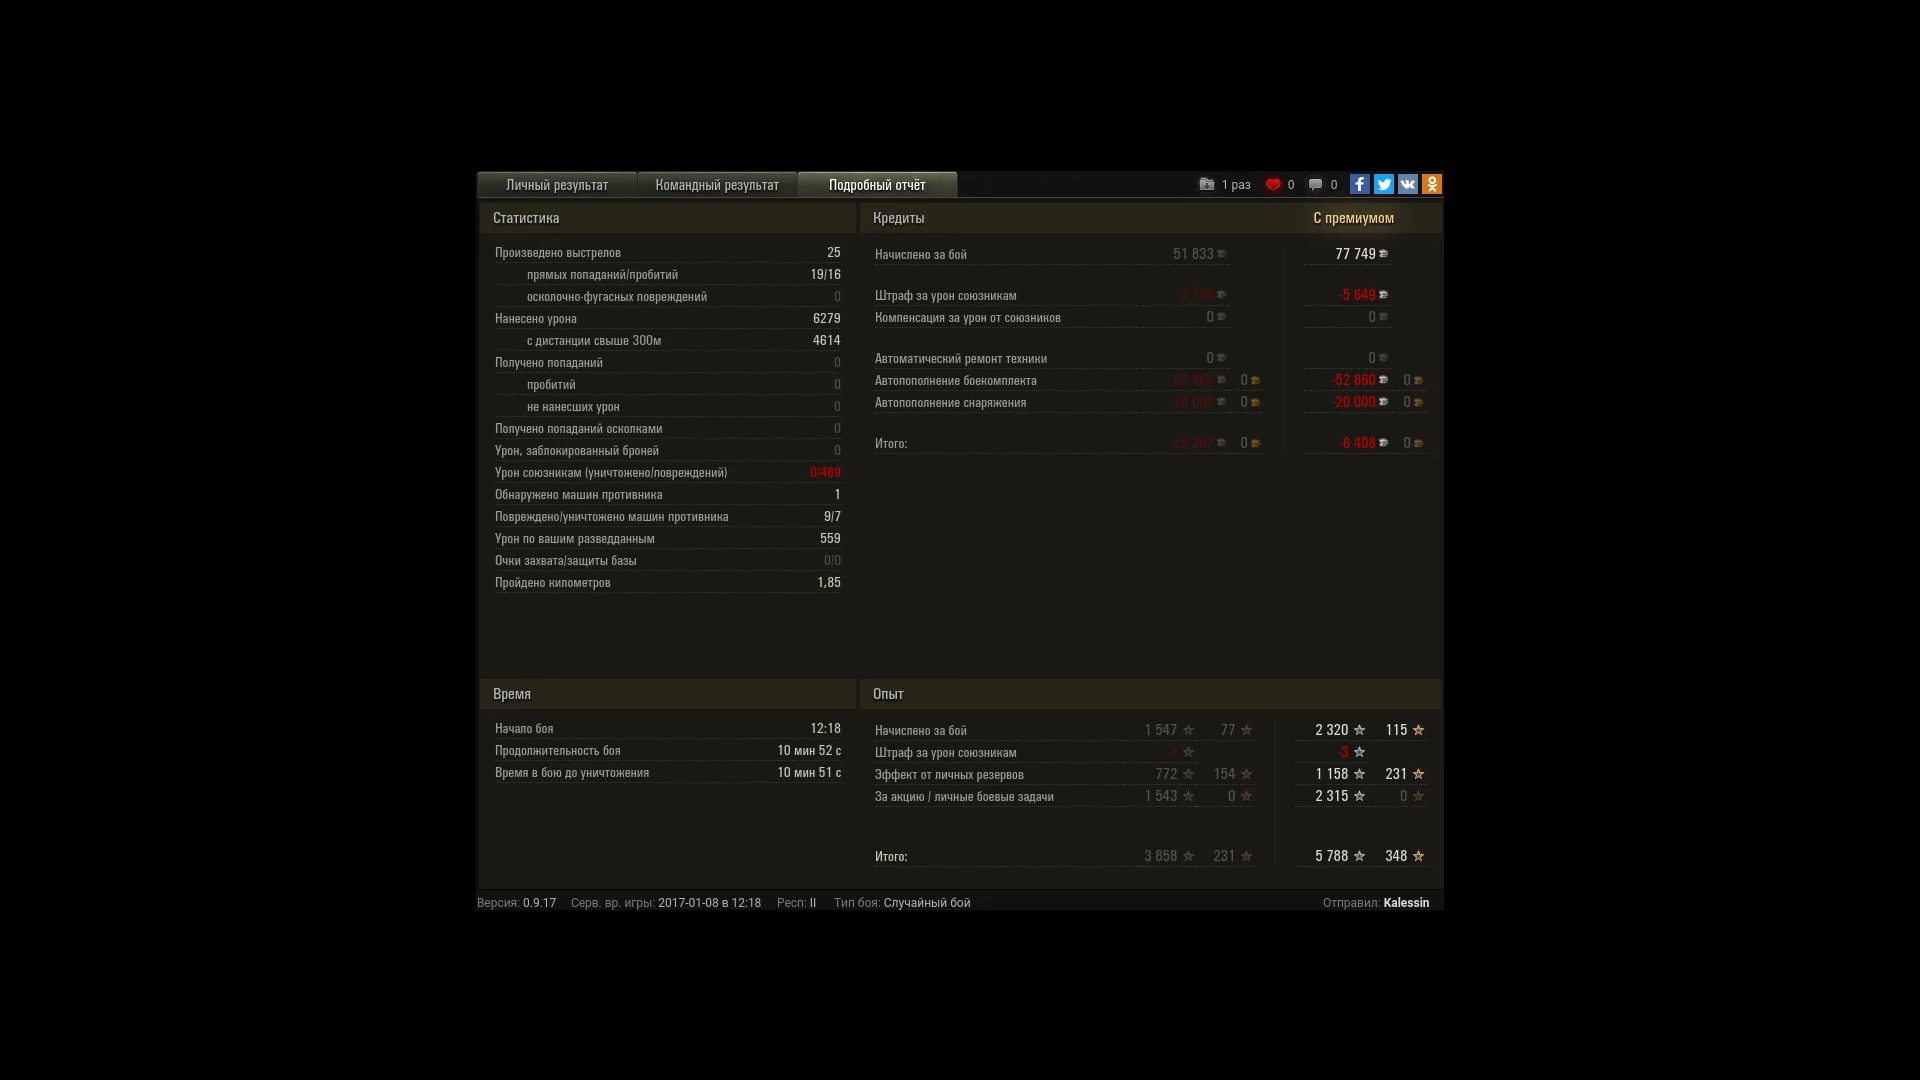 Личный результат Командный результат Подробный отчёт 1 раз 0 0
Статистика
Произведено выстрелов 25
прямых попаданий/пробитий 19/16
осколочно-фугасных повреждений 0
Нанесено урона 6279
с дистанции свыше 300м 4614
Получено попаданий 0
пробитий 0
не нанесших урон 0
Получено попаданий осколками 0
Урон, заблокированный броней 0
Урон союзникам (уничтожено/повреждений) 0/489
Обнаружено машин противника 1
Повреждено/уничтожено машин противника 9/7
Урон по вашим разведданным 559
Очки захвата/защиты базы 0/0
Пройдено километров 1,85
Кредиты С премиумом
Начислено за бой 51 833 77 749
Штраф за урон союзникам -5 649
Компенсация за урон от союзников 0 0
Автоматический ремонт техники 0 0
Автопополнение боекомплекта -52 860 0 -52 860 0
Автопополнение снаряжения -20 000 0 -20 000 0
Итого: 0 -6 408 0
Время
Начало боя 12:18
Продолжительность боя 10 мин 52 с
Время в бою до уничтожения 10 мин 51 с
Опыт
Начислено за бой 1 547 77 2 320 115
Штраф за урон союзникам -3
Эффект от личных резервов 772 154 1 158 231
За акцию / личные боевые задачи 1 543 0 2 315 0
Итого: 3 858 231 5 788 348
Версия: 0.9.17 Серв. вр. игры: 2017-01-08 в 12:18 Респ: II Тип боя: Случайный бой Отправил: Kalessin